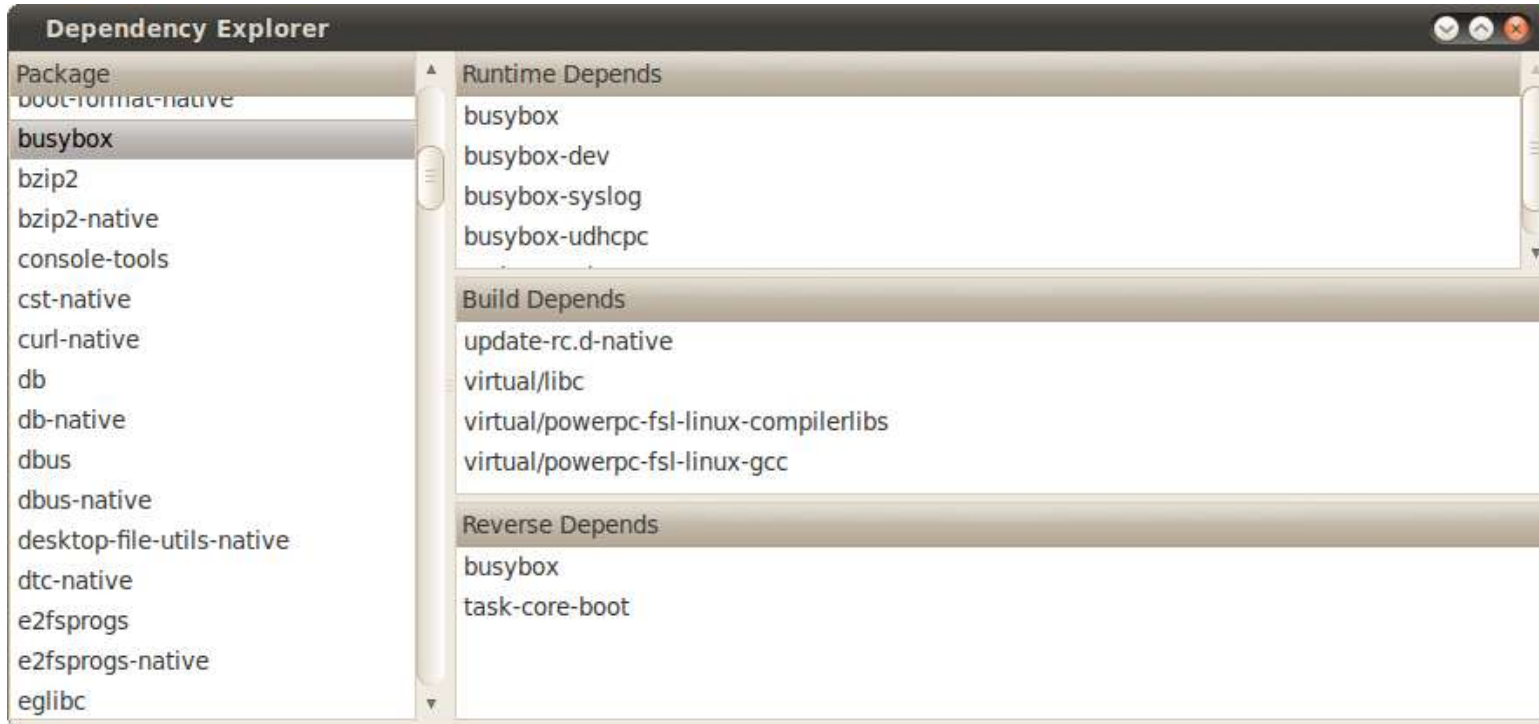 Dependency Explorer
Package
boot-format-native
busybox
bzip2
bzip2-native
console-tools
cst-native
curl-native
db
db-native
dbus
dbus-native
desktop-file-utils-native
dtc-native
e2fsprogs
e2fsprogs-native
eglibc
Runtime Depends
busybox
busybox-dev
busybox-syslog
busybox-udhcpc
Build Depends
update-rc.d-native
virtual/libc
virtual/powerpc-fsl-linux-compilerlibs
virtual/powerpc-fsl-linux-gcc
Reverse Depends
busybox
task-core-boot